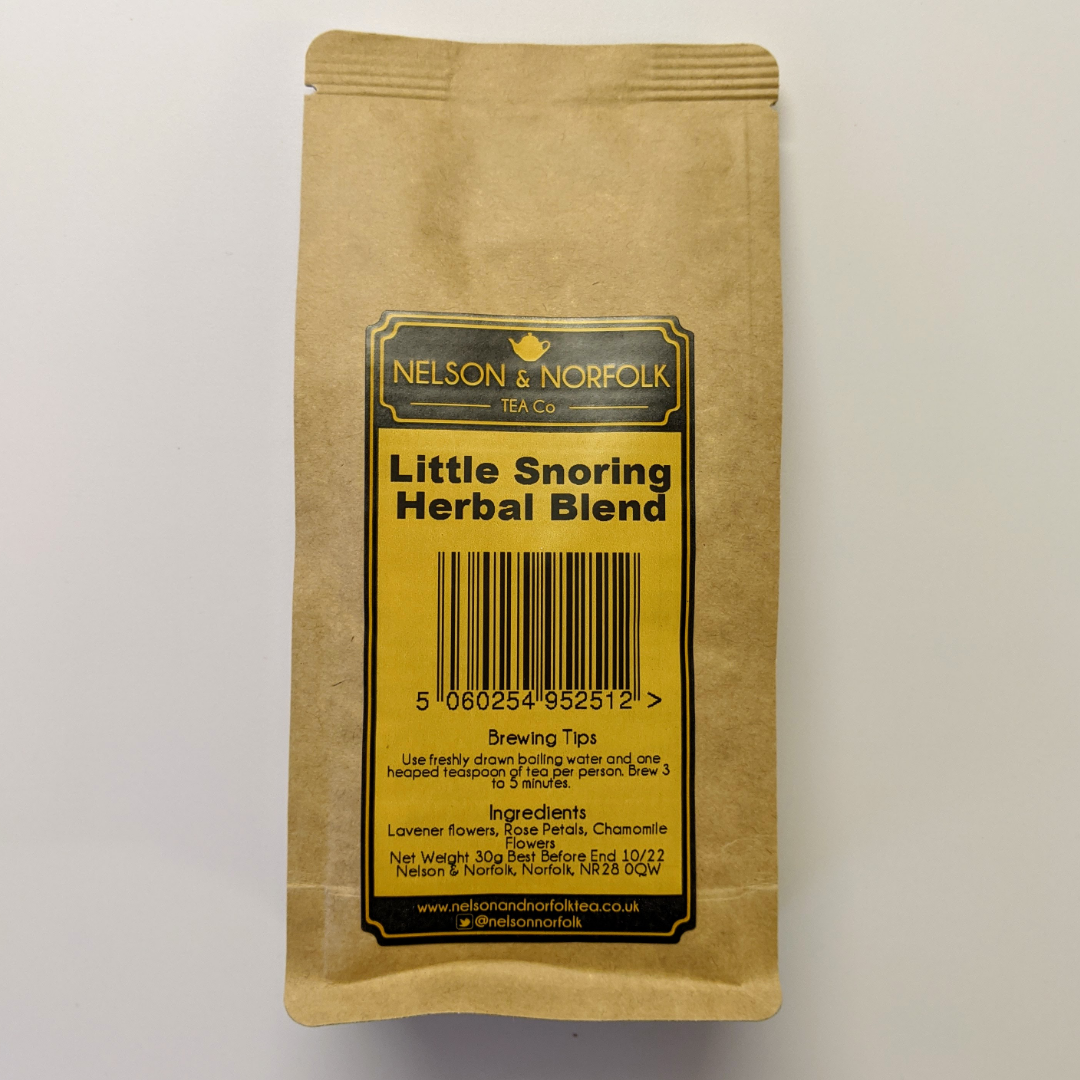 NELSON & NORFOLK
TEA Co
Little Snoring
Herbal Blend
5 060254 952512 >
Brewing Tips
Use freshly drawn boiling water and one
heaped teaspoon of tea per person. Brew 3
to 5 minutes.
Ingredients
Lavener flowers, Rose Petals, Chamomile
Flowers
Net Weight 30g Best Before End 10/22
Nelson & Norfolk, Norfolk, NR28 0QW
www.nelsonandnorfolktea.co.uk
@nelsonnorfolk